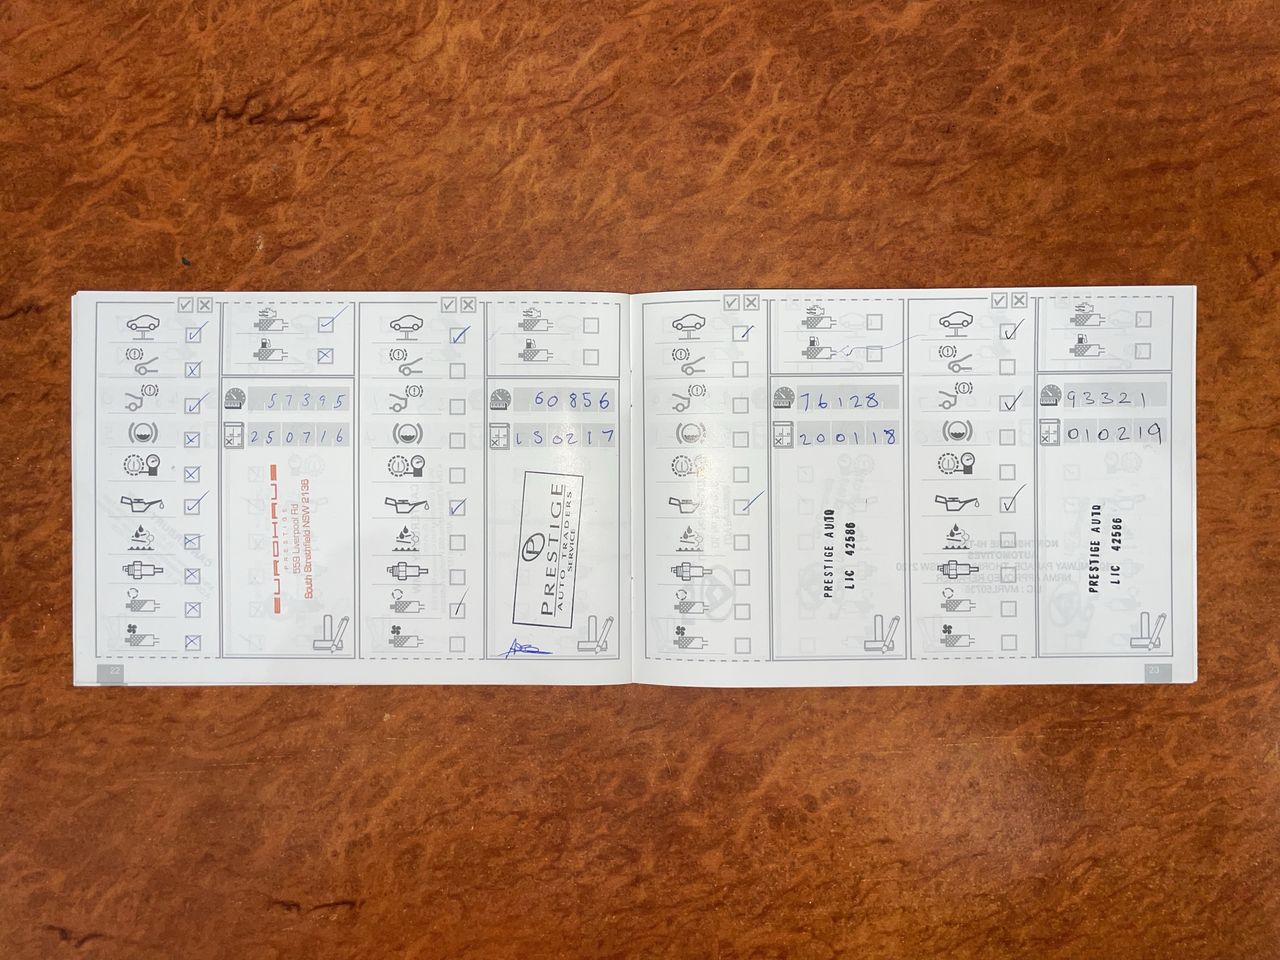 57395
250716
EUROHAUS
PRESTIGE
559 Liverpool Rd
South Strathfield NSW 2136
60856
150217
P
PRESTIGE
AUTO TRADERS
SERVICE
22
76128
200118
PRESTIGE AUTO
LIC 42586
93321
010219
PRESTIGE AUTO
LIC 42586
23